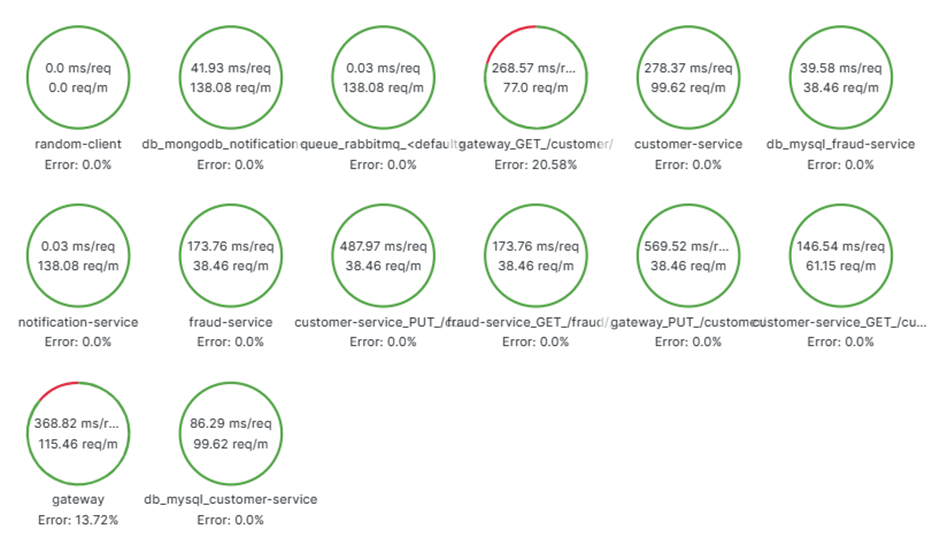 0.0 ms/req
0.0 req/m
random-client
Error: 0.0%
41.93 ms/req
138.08 req/m
db_mongodb_notification
Error: 0.0%
0.03 ms/req
138.08 req/m
queue_rabbitmq_<default
Error: 0.0%
268.57 ms/r...
77.0 req/m
gateway_GET_/customer/
Error: 20.58%
278.37 ms/req
99.62 req/m
customer-service
Error: 0.0%
39.58 ms/req
38.46 req/m
db_mysql_fraud-service
Error: 0.0%
0.03 ms/req
138.08 req/m
notification-service
Error: 0.0%
173.76 ms/req
38.46 req/m
fraud-service
Error: 0.0%
487.97 ms/req
38.46 req/m
customer-service_PUT_/
Error: 0.0%
173.76 ms/req
38.46 req/m
fraud-service_GET_/fraud/
Error: 0.0%
569.52 ms/r...
38.46 req/m
gateway_PUT_/custome
Error: 0.0%
146.54 ms/req
61.15 req/m
customer-service_GET_/cu...
Error: 0.0%
368.82 ms/r...
115.46 req/m
gateway
Error: 13.72%
86.29 ms/req
99.62 req/m
db_mysql_customer-service
Error: 0.0%